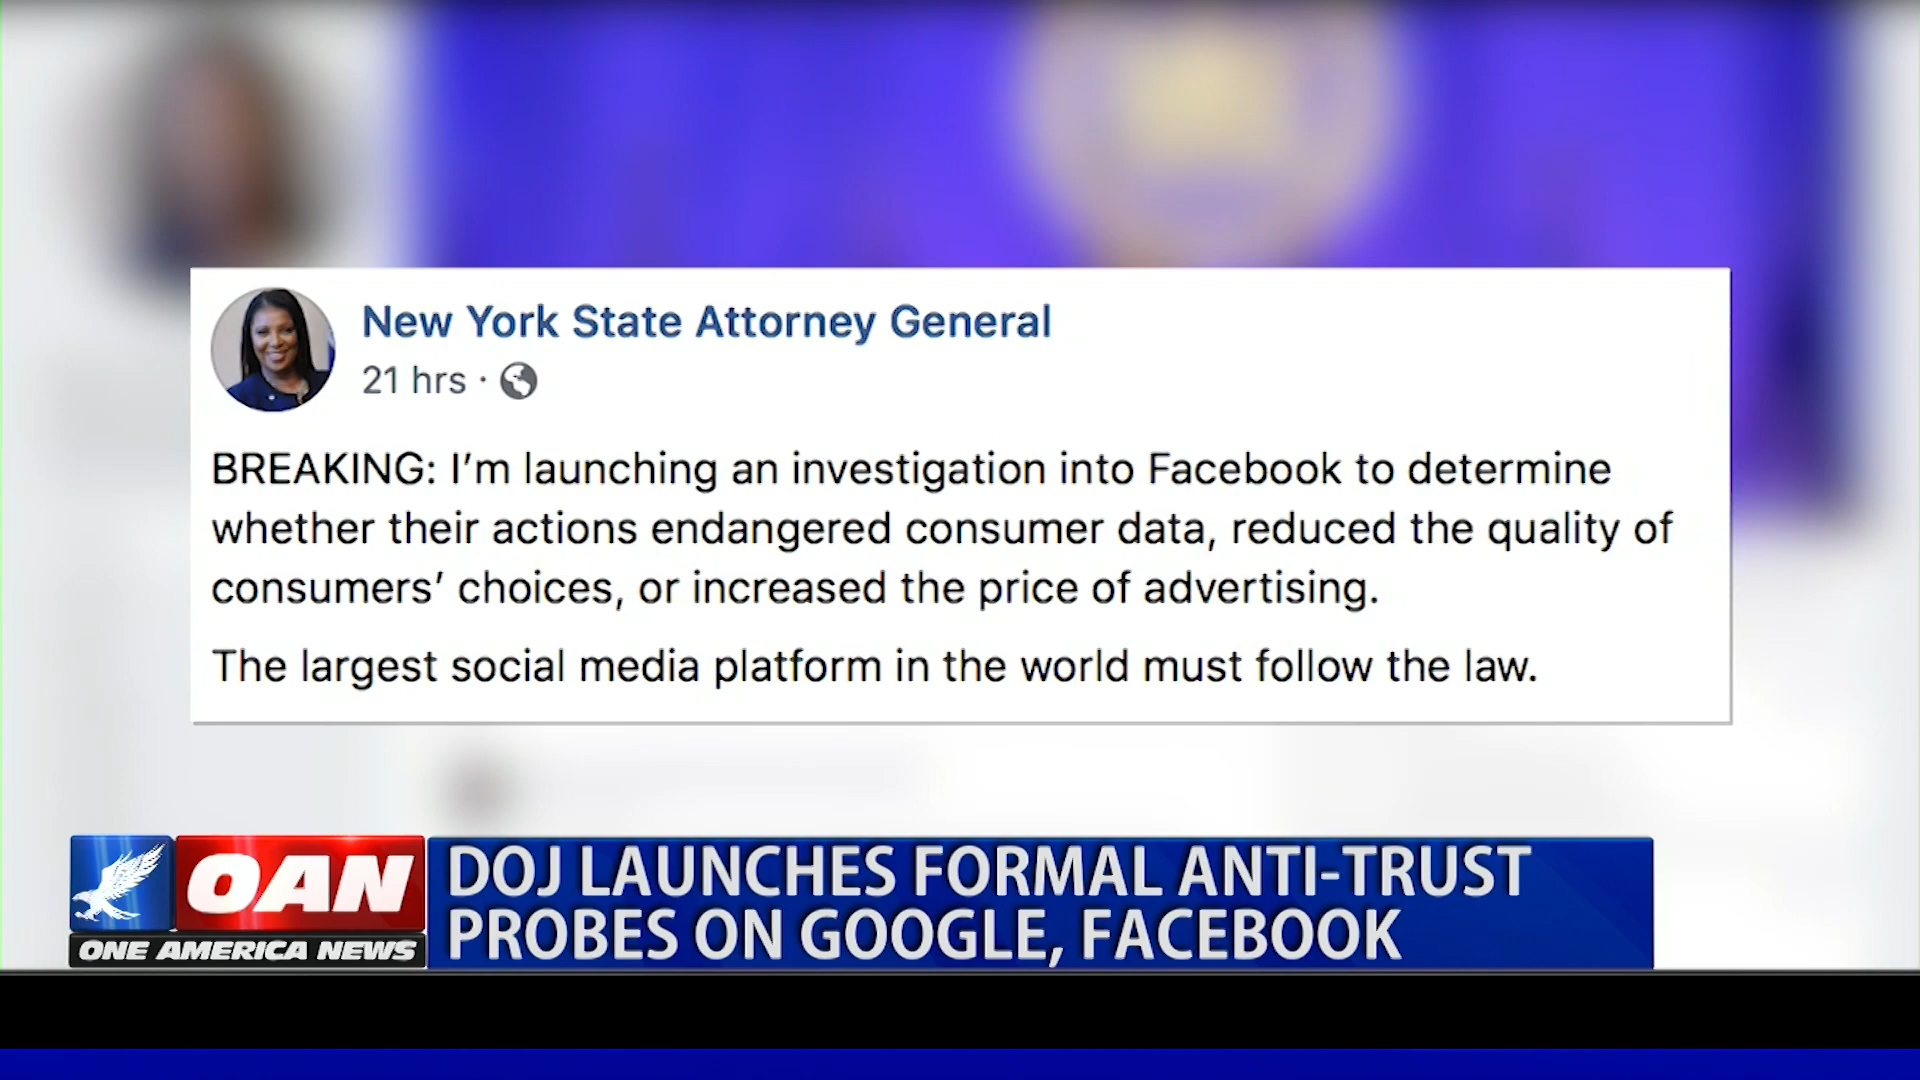 New York State Attorney General
21 hrs ·
BREAKING: I’m launching an investigation into Facebook to determine
whether their actions endangered consumer data, reduced the quality of
consumers’ choices, or increased the price of advertising.
The largest social media platform in the world must follow the law.
OAN
ONE AMERICA NEWS
DOJ LAUNCHES FORMAL ANTI-TRUST
PROBES ON GOOGLE, FACEBOOK